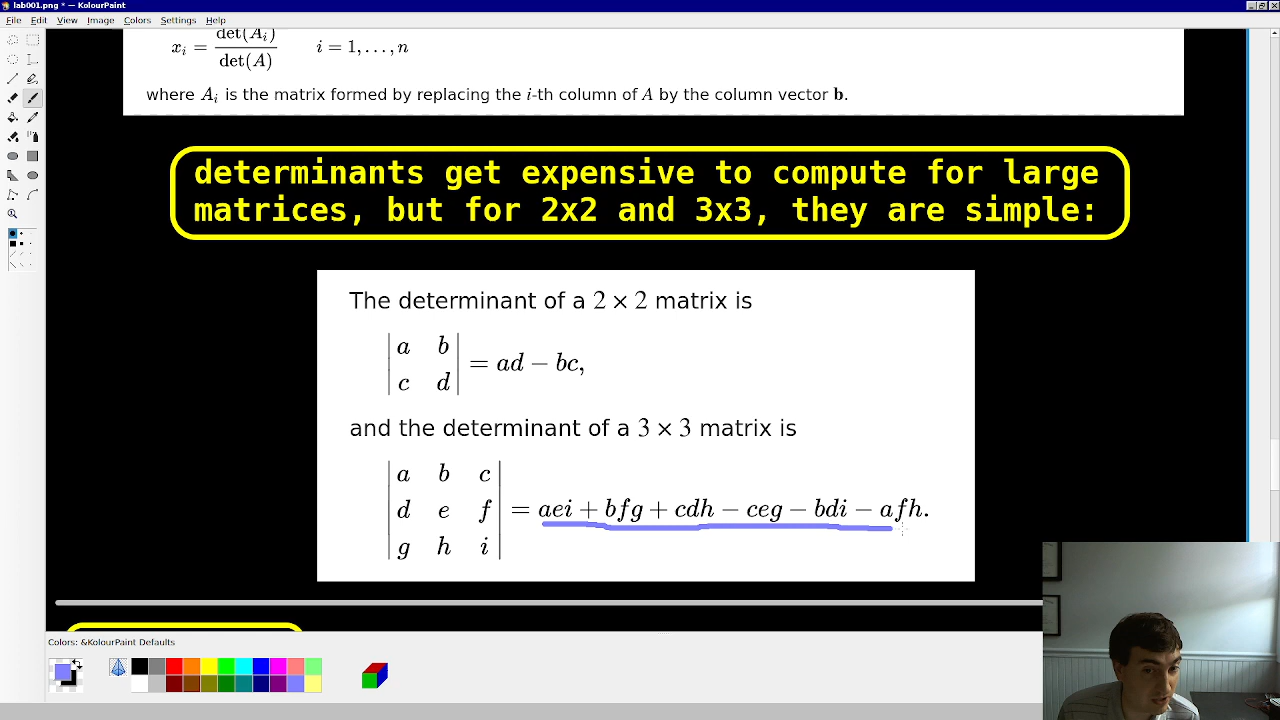 lab001.png * — KolourPaint
File Edit View Image Colors Settings Help
xᵢ = det(Aᵢ) / det(A) i = 1, . . . , n
where Aᵢ is the matrix formed by replacing the i-th column of A by the column vector b.
determinants get expensive to compute for large
matrices, but for 2x2 and 3x3, they are simple:
The determinant of a 2 × 2 matrix is
| a b |
| c d | = ad − bc,
and the determinant of a 3 × 3 matrix is
| a b c |
| d e f | = aei + bfg + cdh − ceg − bdi − afh.
| g h i |
Colors: &KolourPaint Defaults